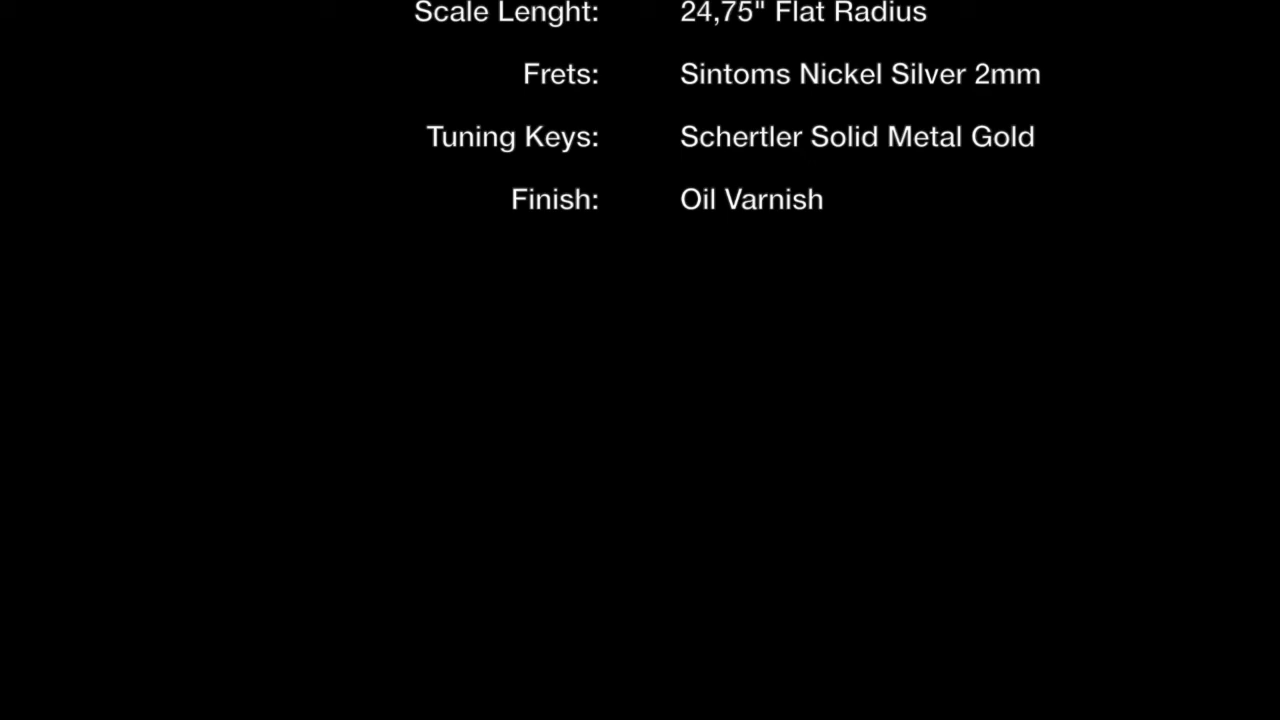 Scale Lenght: 24,75" Flat Radius
Frets: Sintoms Nickel Silver 2mm
Tuning Keys: Schertler Solid Metal Gold
Finish: Oil Varnish